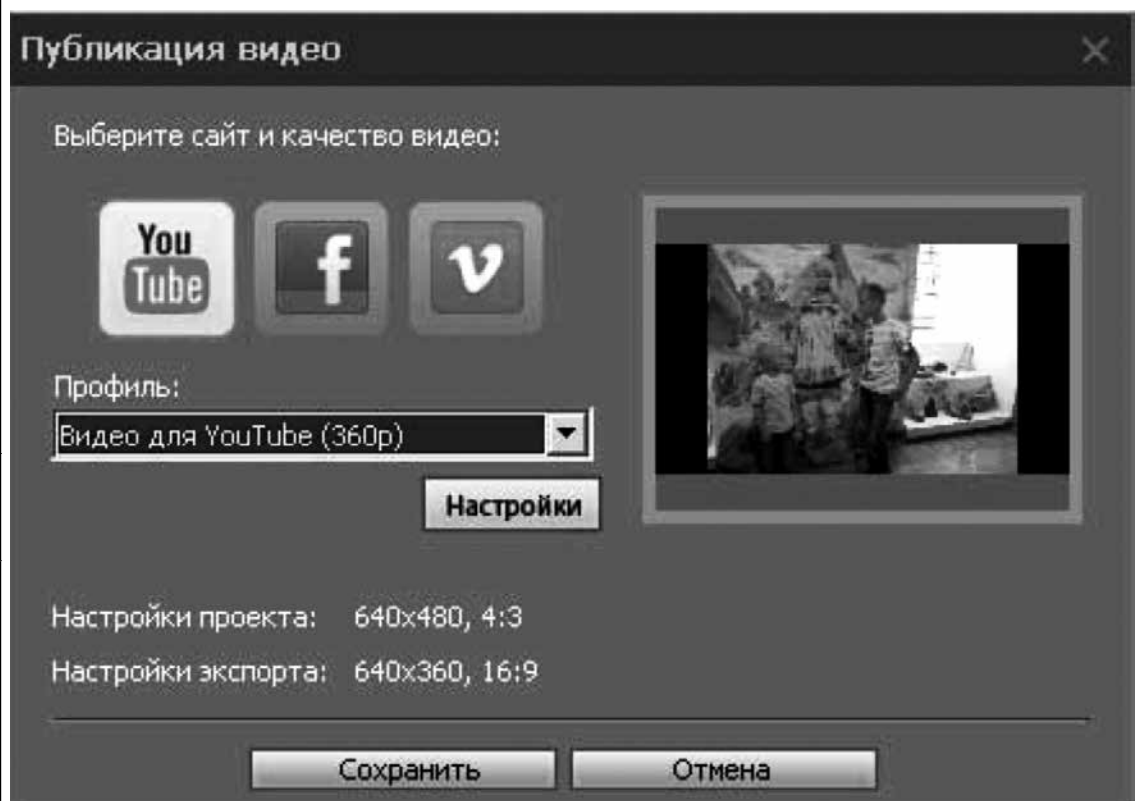 Публикация видео
Выберите сайт и качество видео:
You
Tube
f
v
Профиль:
Видео для YouTube (360p)
Настройки
Настройки проекта: 640x480, 4:3
Настройки экспорта: 640x360, 16:9
Сохранить
Отмена